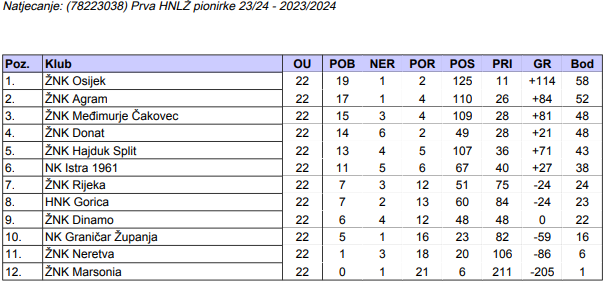 Natjecanje: (78223038) Prva HNLŽ pionirke 23/24 - 2023/2024
Poz. Klub OU POB NER POR POS PRI GR Bod
1. ŽNK Osijek 22 19 1 2 125 11 +114 58
2. ŽNK Agram 22 17 1 4 110 26 +84 52
3. ŽNK Međimurje Čakovec 22 15 3 4 109 28 +81 48
4. ŽNK Donat 22 14 6 2 49 28 +21 48
5. ŽNK Hajduk Split 22 13 4 5 107 36 +71 43
6. NK Istra 1961 22 11 5 6 67 40 +27 38
7. ŽNK Rijeka 22 7 3 12 51 75 -24 24
8. HNK Gorica 22 7 2 13 60 84 -24 23
9. ŽNK Dinamo 22 6 4 12 48 48 0 22
10. NK Graničar Županja 22 5 1 16 23 82 -59 16
11. ŽNK Neretva 22 1 3 18 20 106 -86 6
12. ŽNK Marsonia 22 0 1 21 6 211 -205 1